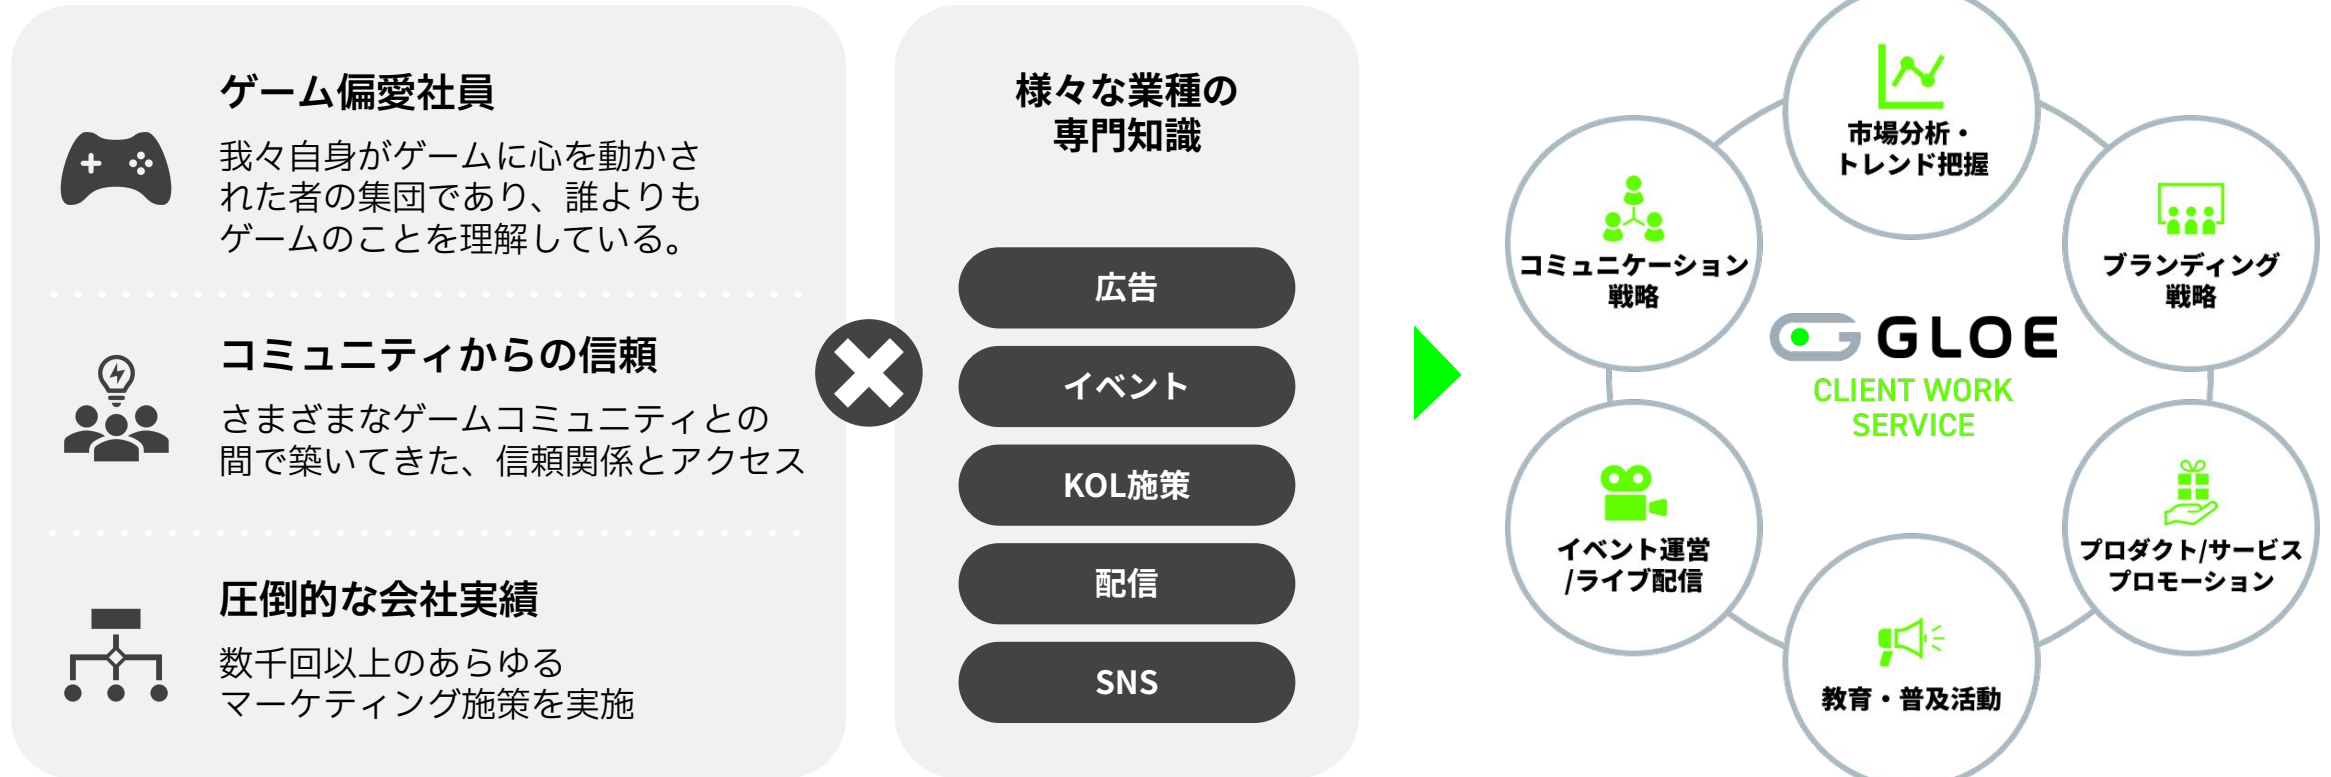 ゲーム偏愛社員
我々自身がゲームに心を動かさ
れた者の集団であり、誰よりも
ゲームのことを理解している。
コミュニティからの信頼
さまざまなゲームコミュニティとの
間で築いてきた、信頼関係とアクセス
圧倒的な会社実績
数千回以上のあらゆる
マーケティング施策を実施
様々な業種の
専門知識
広告
イベント
KOL施策
配信
SNS
市場分析・
トレンド把握
コミュニケーション
戦略
ブランディング
戦略
GLOE
CLIENT WORK
SERVICE
イベント運営
/ライブ配信
プロダクト/サービス
プロモーション
教育・普及活動